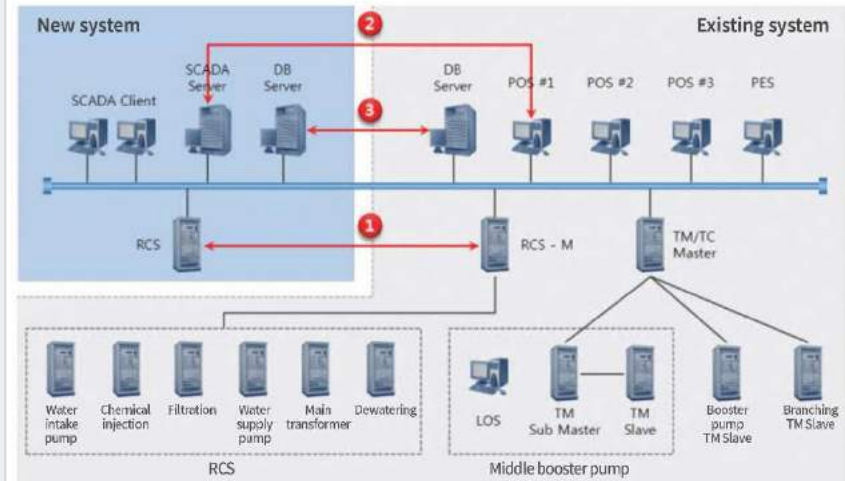 New system
2
Existing system
SCADA
Server
DB
Server
DB
Server
POS #1
POS #2
POS #3
PES
SCADA Client
3
1
RCS
RCS - M
TM/TC
Master
Water
intake
pump
Chemical
injection
Filtration
Water
supply
pump
Main
transformer
Dewatering
LOS
TM
Sub Master
TM
Slave
Booster
pump
TM Slave
Branching
TM Slave
RCS
Middle booster pump